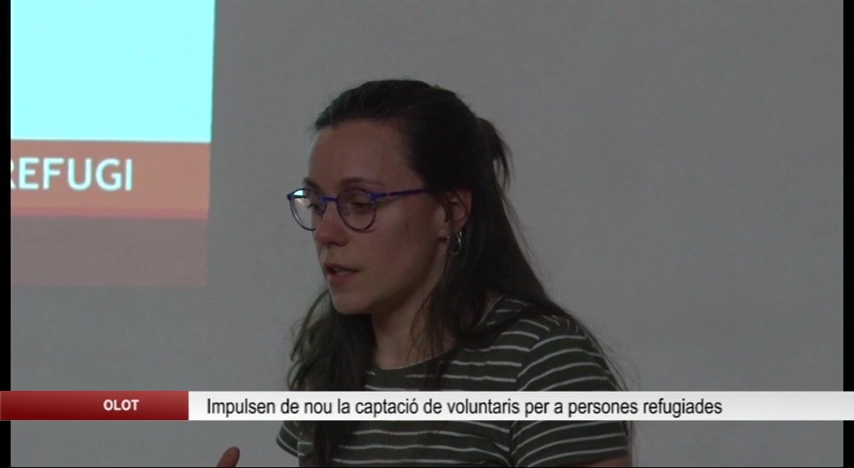 REFUGI
OLOT
Impulsen de nou la captació de voluntaris per a persones refugiades